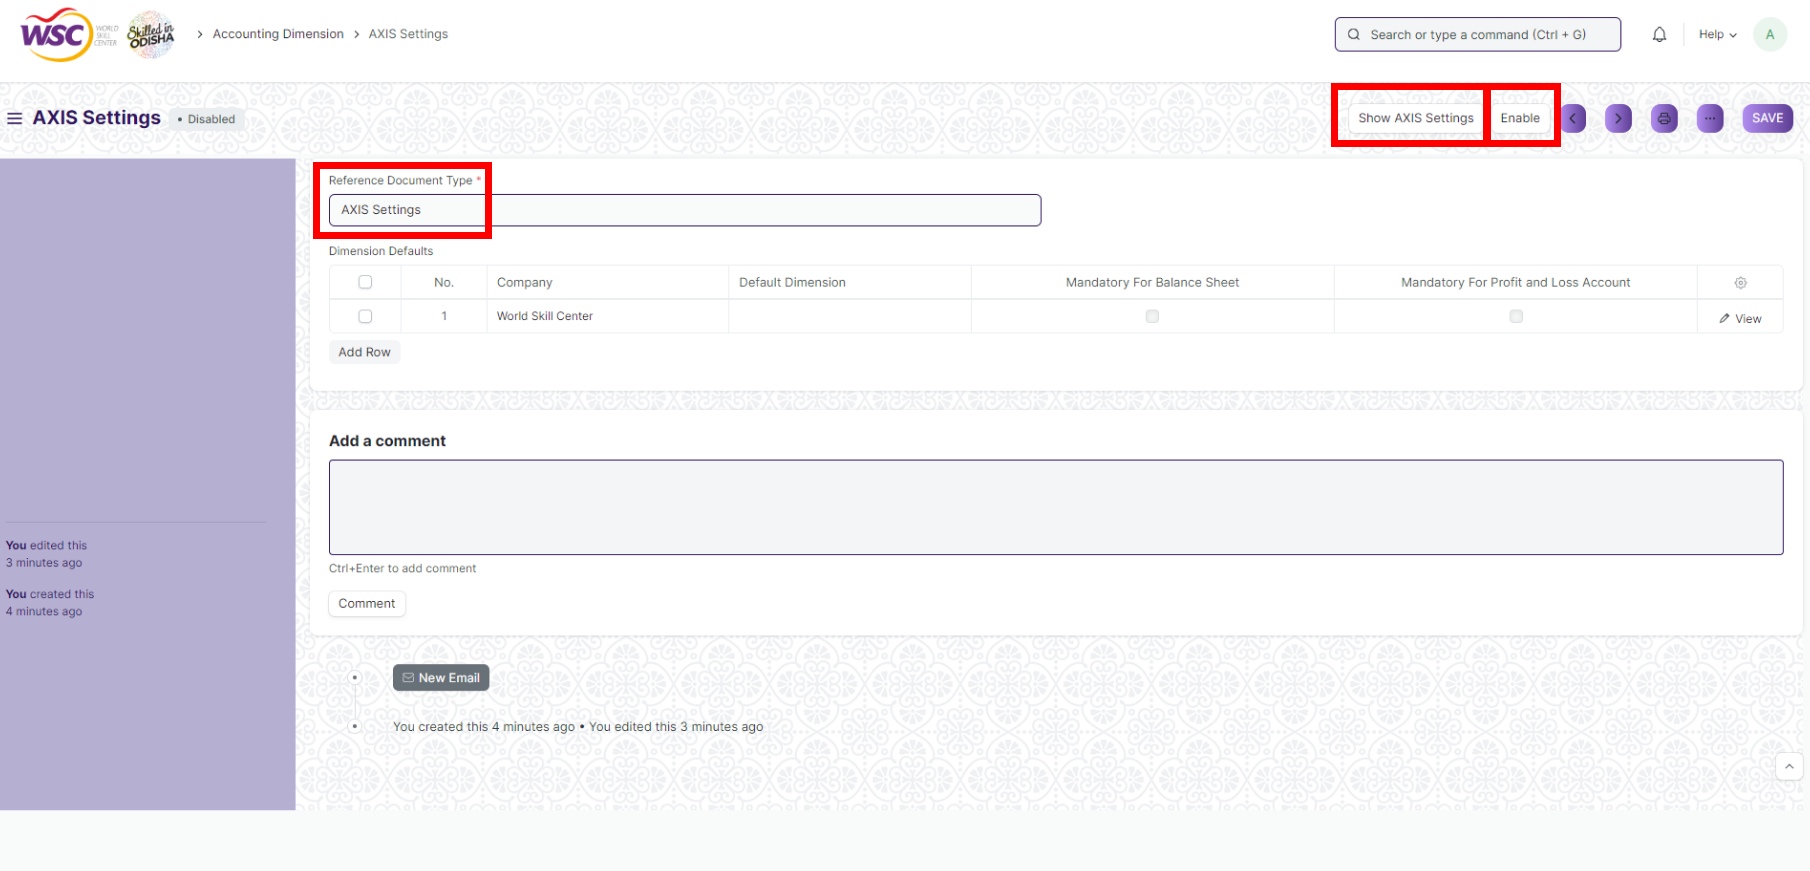 WSC WORLD SKILL CENTER
Skilled in ODISHA
Accounting Dimension
AXIS Settings
Search or type a command (Ctrl + G)
Help
A
AXIS Settings
• Disabled
Show AXIS Settings
Enable
SAVE
Reference Document Type *
AXIS Settings
Dimension Defaults
No. Company Default Dimension Mandatory For Balance Sheet Mandatory For Profit and Loss Account
1 World Skill Center View
Add Row
Add a comment
Ctrl+Enter to add comment
Comment
You edited this
3 minutes ago
You created this
4 minutes ago
New Email
You created this 4 minutes ago • You edited this 3 minutes ago